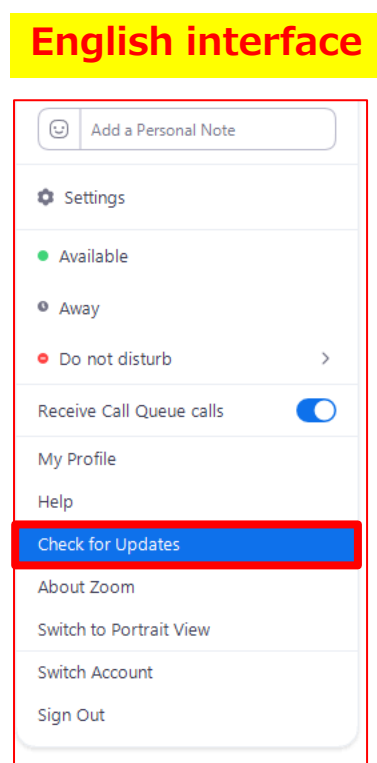 English interface
Add a Personal Note
Settings
Available
Away
Do not disturb
Receive Call Queue calls
My Profile
Help
Check for Updates
About Zoom
Switch to Portrait View
Switch Account
Sign Out